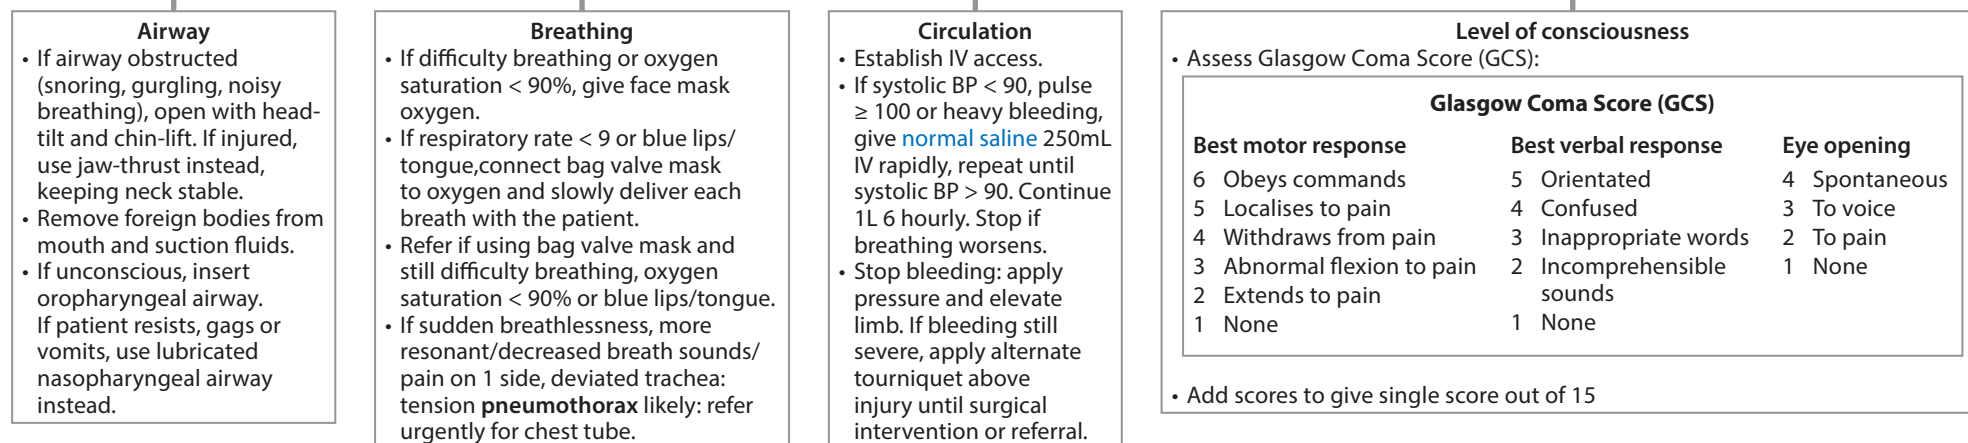 Airway
• If airway obstructed
(snoring, gurgling, noisy
breathing), open with head-
tilt and chin-lift. If injured,
use jaw-thrust instead,
keeping neck stable.
• Remove foreign bodies from
mouth and suction fluids.
• If unconscious, insert
oropharyngeal airway.
If patient resists, gags or
vomits, use lubricated
nasopharyngeal airway
instead.
Breathing
• If difficulty breathing or oxygen
saturation < 90%, give face mask
oxygen.
• If respiratory rate < 9 or blue lips/
tongue,connect bag valve mask
to oxygen and slowly deliver each
breath with the patient.
• Refer if using bag valve mask and
still difficulty breathing, oxygen
saturation < 90% or blue lips/tongue.
• If sudden breathlessness, more
resonant/decreased breath sounds/
pain on 1 side, deviated trachea:
tension pneumothorax likely: refer
urgently for chest tube.
Circulation
• Establish IV access.
• If systolic BP < 90, pulse
≥ 100 or heavy bleeding,
give normal saline 250mL
IV rapidly, repeat until
systolic BP > 90. Continue
1L 6 hourly. Stop if
breathing worsens.
• Stop bleeding: apply
pressure and elevate
limb. If bleeding still
severe, apply alternate
tourniquet above
injury until surgical
intervention or referral.
Level of consciousness
• Assess Glasgow Coma Score (GCS):
Glasgow Coma Score (GCS)
Best motor response
6 Obeys commands
5 Localises to pain
4 Withdraws from pain
3 Abnormal flexion to pain
2 Extends to pain
1 None
Best verbal response
5 Orientated
4 Confused
3 Inappropriate words
2 Incomprehensible
sounds
1 None
Eye opening
4 Spontaneous
3 To voice
2 To pain
1 None
• Add scores to give single score out of 15